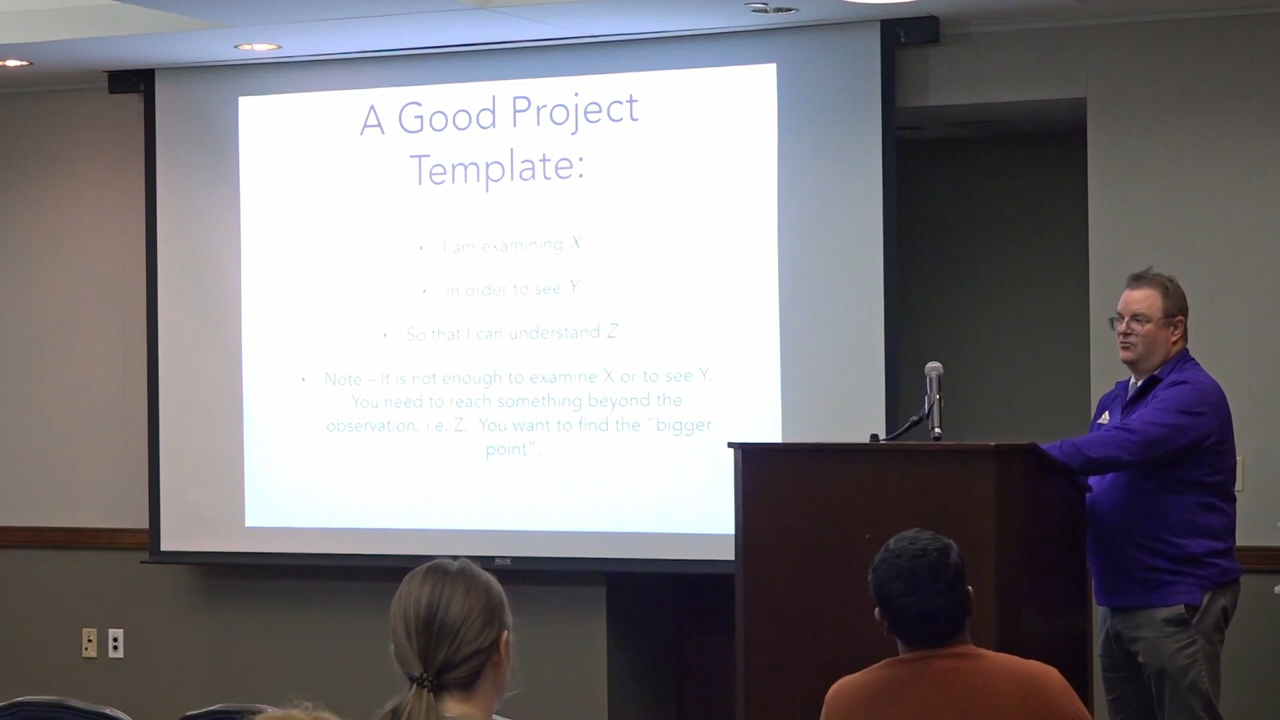 A Good Project
Template:
• I am examining X
• In order to see Y
• So that I can understand Z.
• Note – It is not enough to examine X or to see Y.
You need to reach something beyond the
observation, i.e. Z. You want to find the "bigger
point".